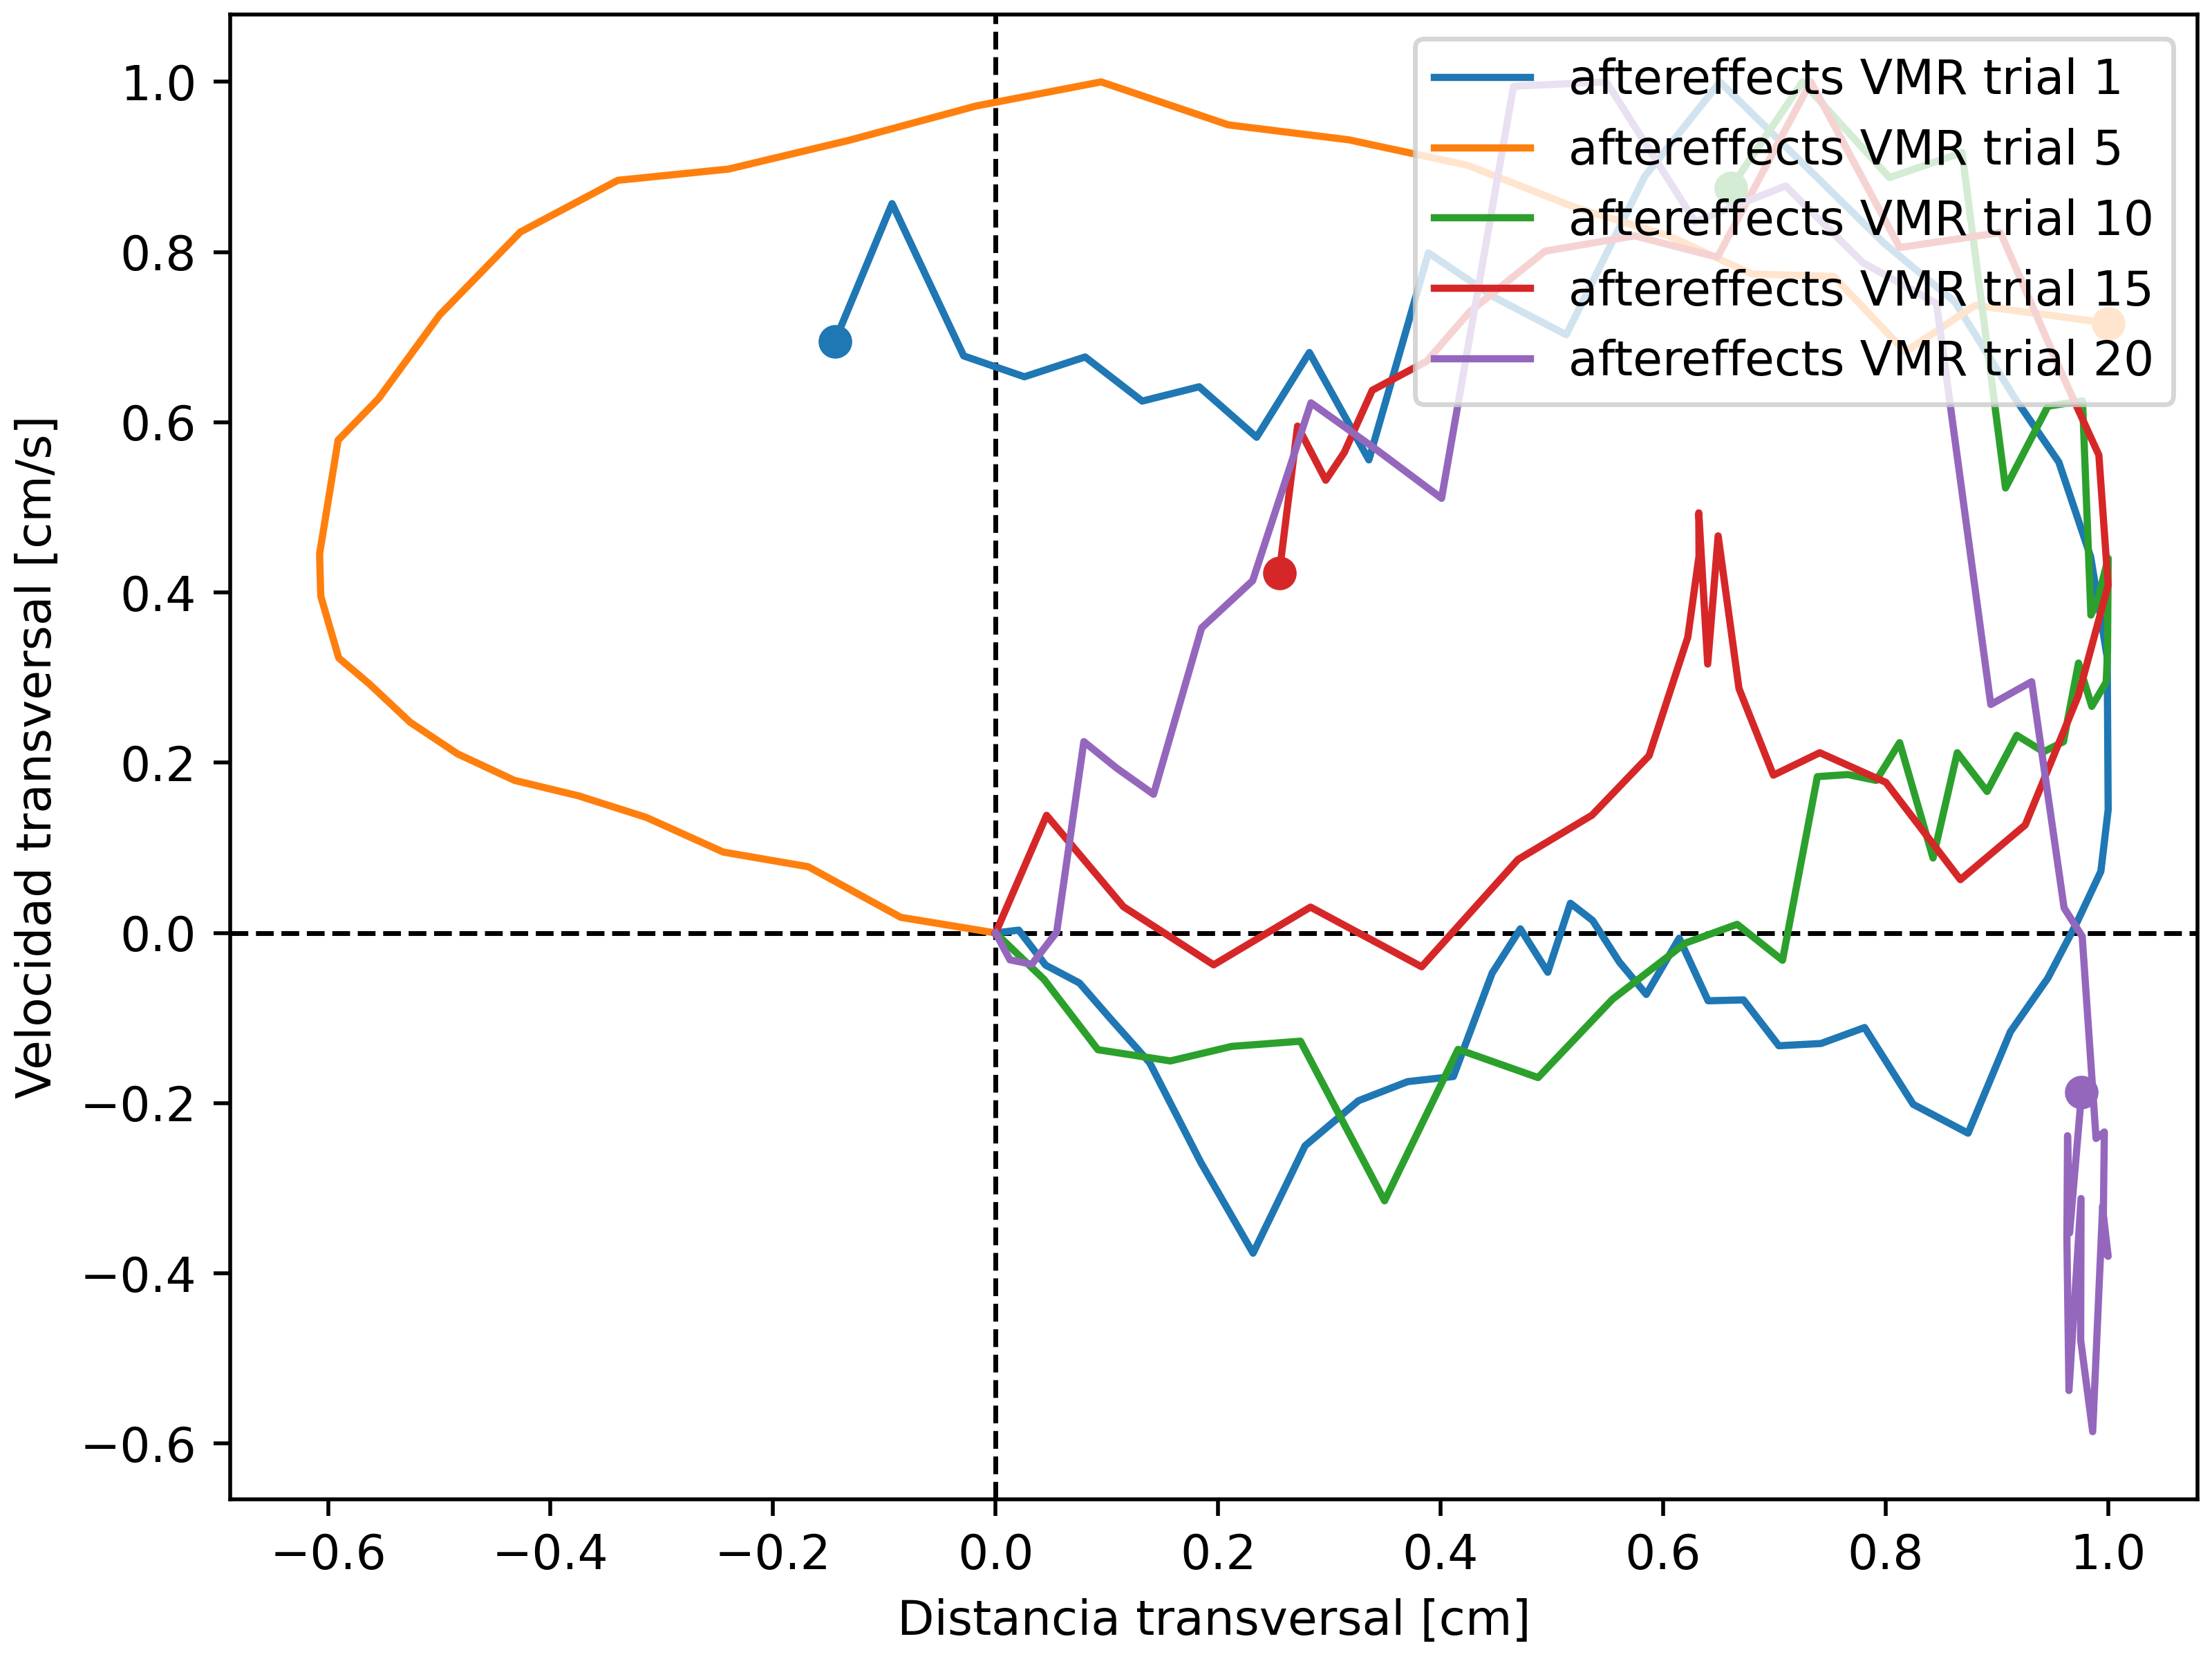 aftereffects VMR trial 1
aftereffects VMR trial 5
aftereffects VMR trial 10
aftereffects VMR trial 15
aftereffects VMR trial 20
Velocidad transversal [cm/s]
1.0
0.8
0.6
0.4
0.2
0.0
−0.2
−0.4
−0.6
−0.6
−0.4
−0.2
0.0
0.2
0.4
0.6
0.8
1.0
Distancia transversal [cm]